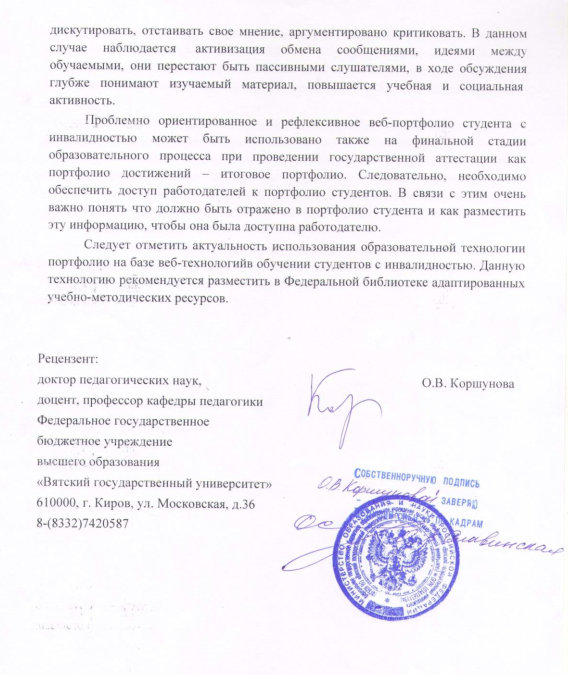 дискутировать, отстаивать свое мнение, аргументировано критиковать. В данном
случае наблюдается активизация обмена сообщениями, идеями между
обучаемыми, они перестают быть пассивными слушателями, в ходе обсуждения
глубже понимают изучаемый материал, повышается учебная и социальная
активность.
Проблемно ориентированное и рефлексивное веб-портфолио студента с
инвалидностью может быть использовано также на финальной стадии
образовательного процесса при проведении государственной аттестации как
портфолио достижений – итоговое портфолио. Следовательно, необходимо
обеспечить доступ работодателей к портфолио студентов. В связи с этим очень
важно понять что должно быть отражено в портфолио студента и как разместить
эту информацию, чтобы она была доступна работодателю.
Следует отметить актуальность использования образовательной технологии
портфолио на базе веб-технологийв обучении студентов с инвалидностью. Данную
технологию рекомендуется разместить в Федеральной библиотеке адаптированных
учебно-методических ресурсов.
Рецензент:
доктор педагогических наук,
О.В. Коршунова
доцент, профессор кафедры педагогики
Федеральное государственное
бюджетное учреждение
высшего образования
«Вятский государственный университет»
610000, г. Киров, ул. Московская, д.36
8-(8332)7420587
Кор
СОБСТВЕННОРУЧНУЮ ПОДПИСЬ
О.В Коршуновой ЗАВЕРЯЮ
КАДРАМ
МИНИСТЕРСТВО ОБРАЗОВАНИЯ И НАУКИ РОССИЙСКОЙ ФЕДЕРАЦИИ